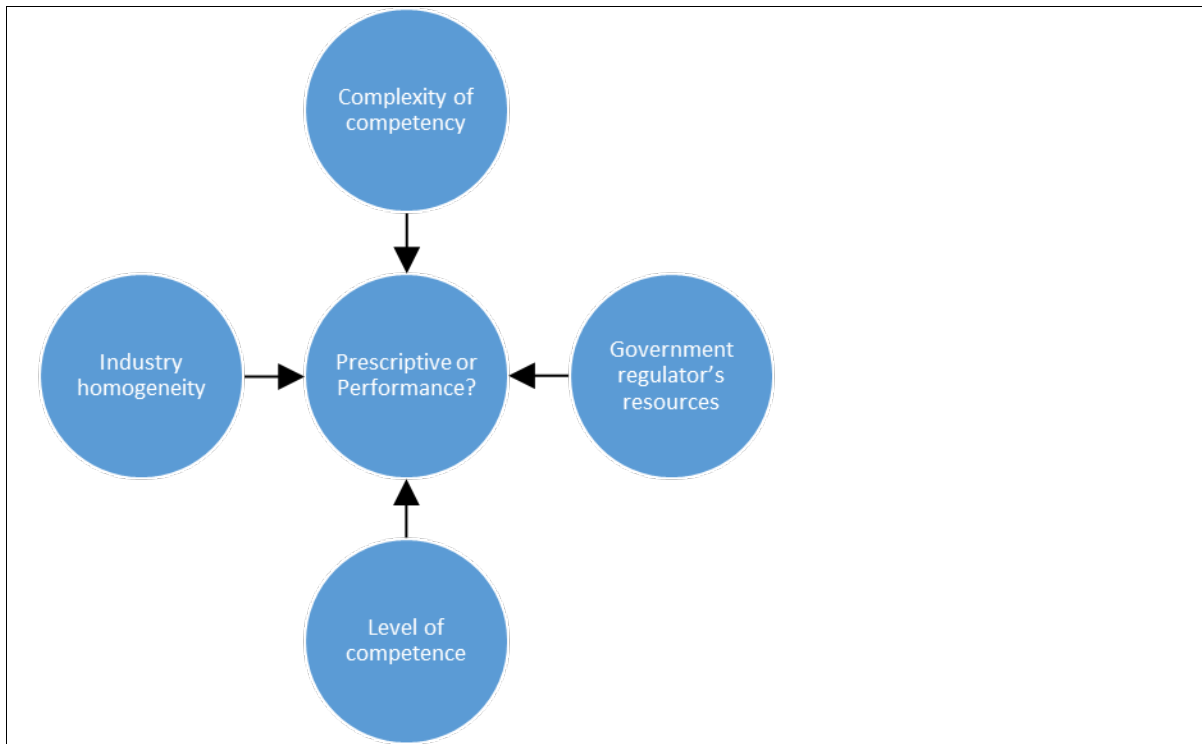 Complexity of
competency
Industry
homogeneity
Prescriptive or
Performance?
Government
regulator’s
resources
Level of
competence